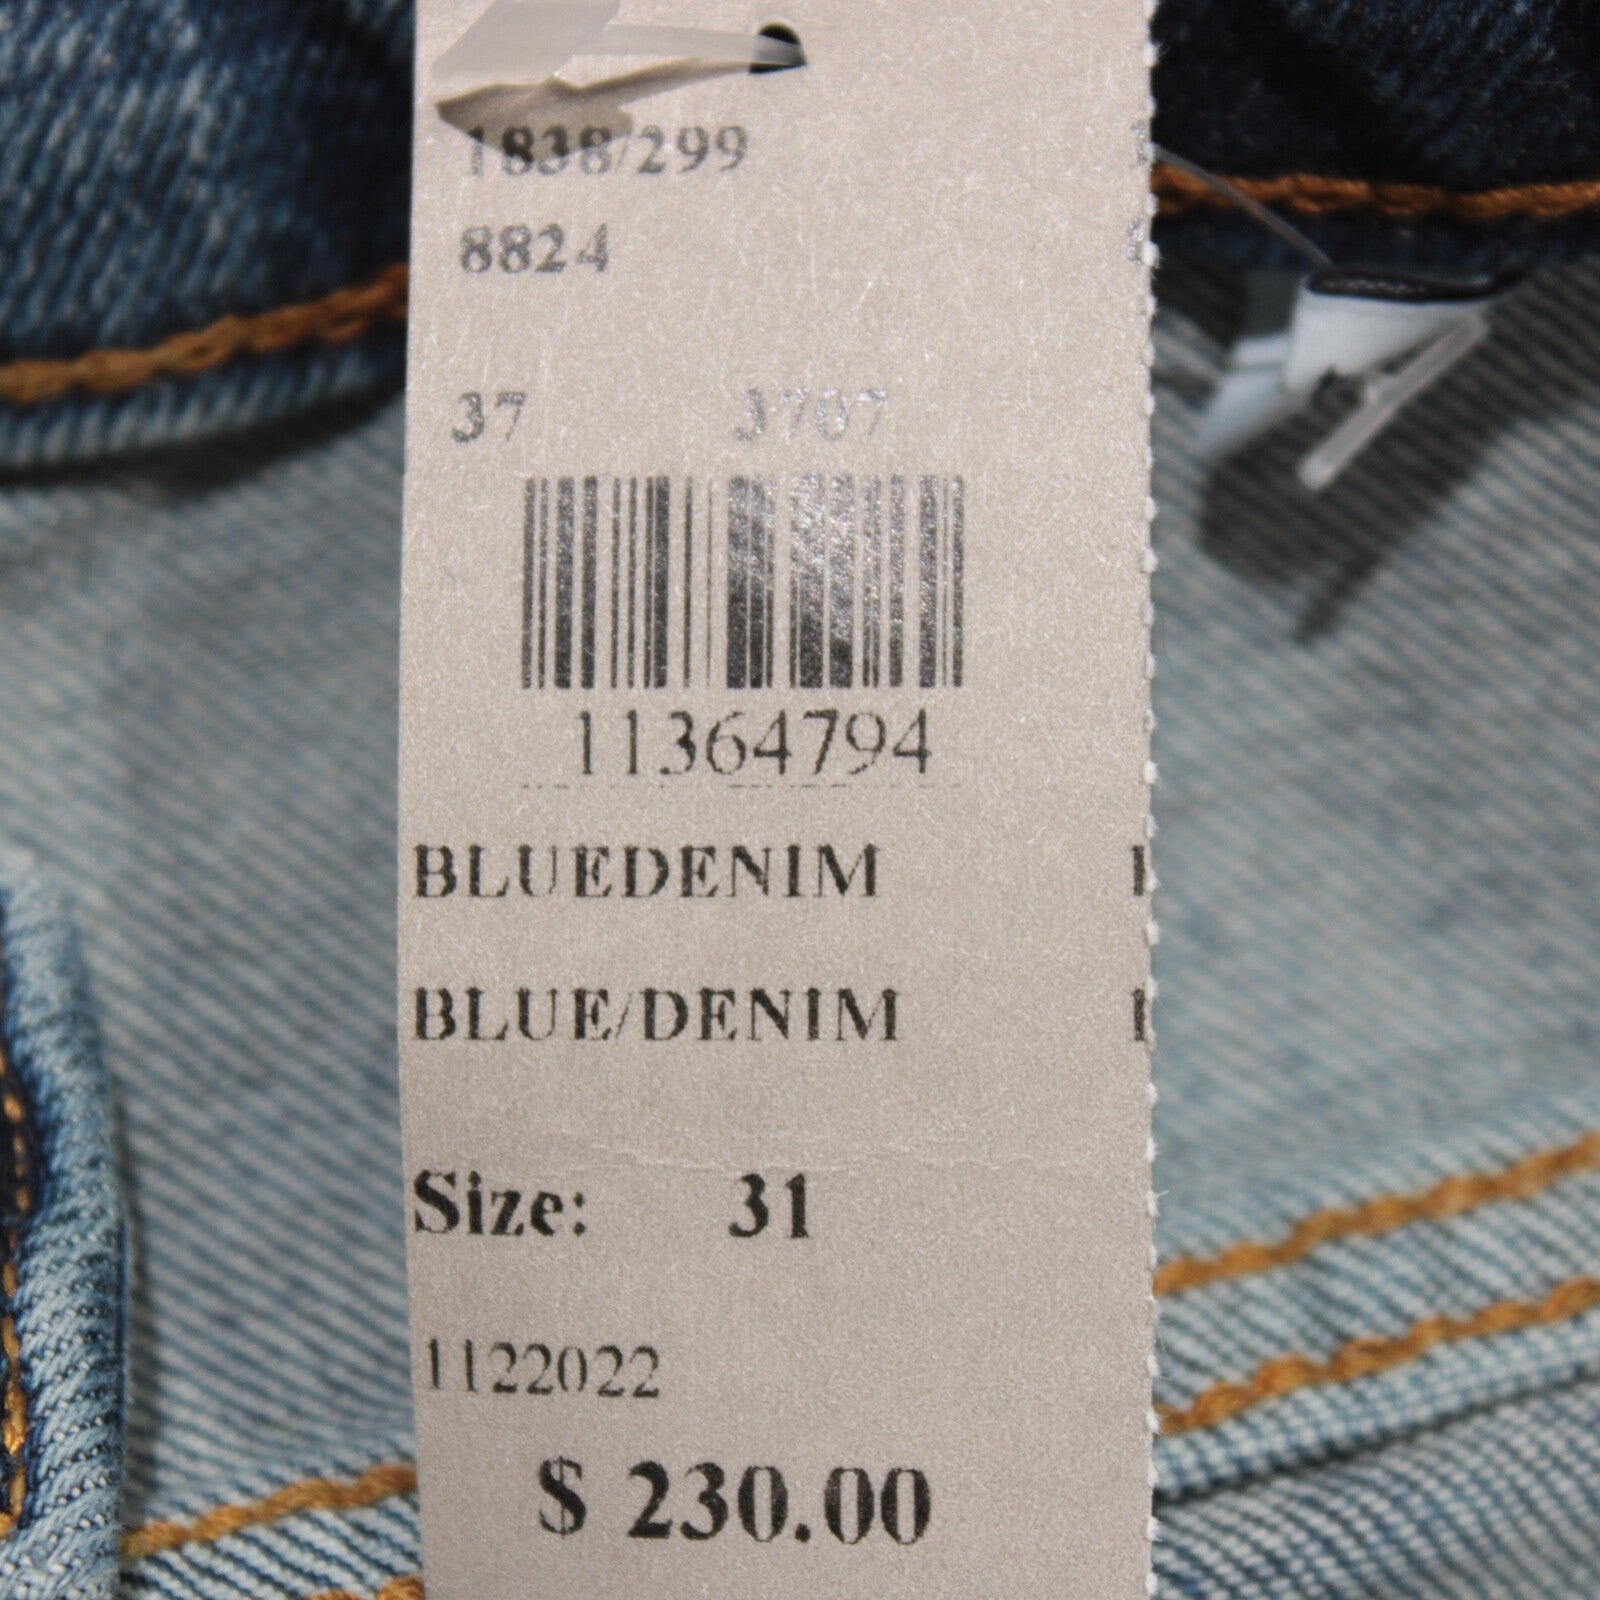 1838/299
8824
37 3707
11364794
BLUEDENIM
BLUE/DENIM
Size: 31
1122022
$ 230.00